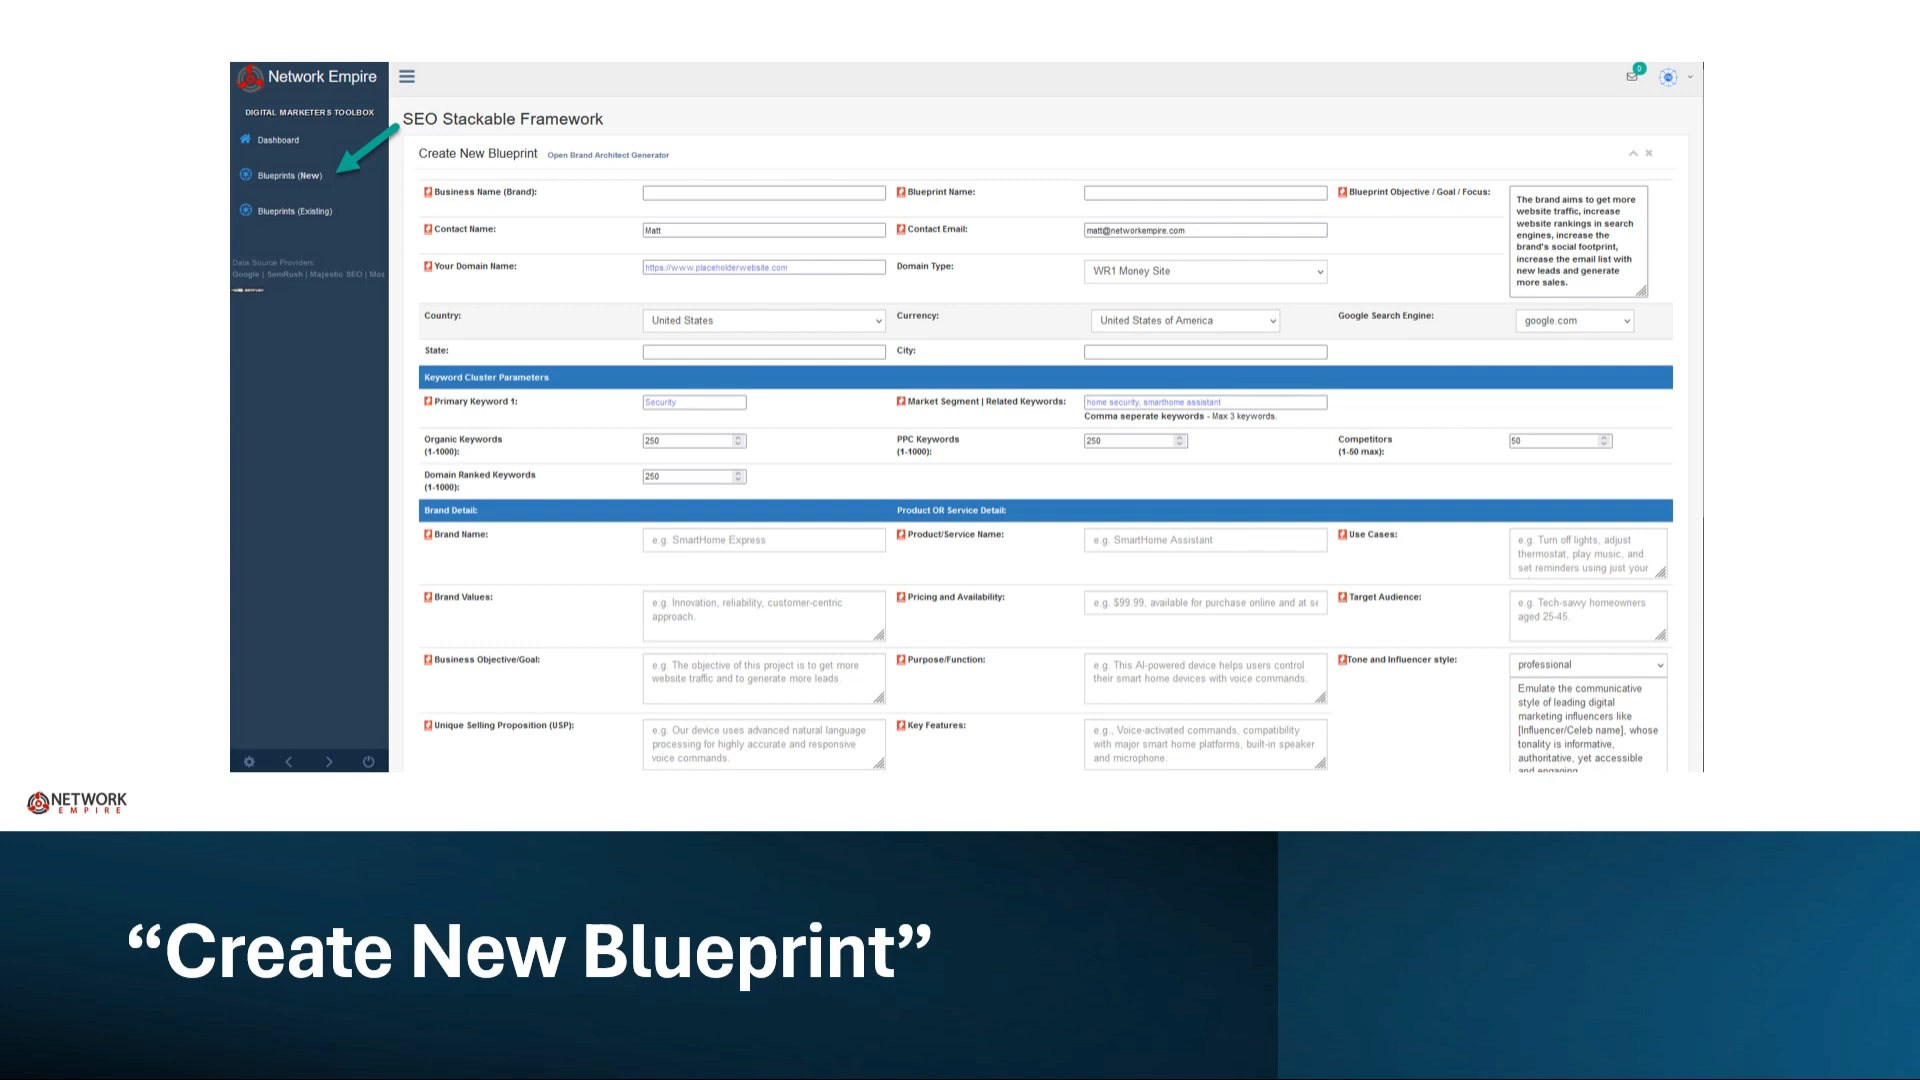 Network Empire
0
DIGITAL MARKETERS TOOLBOX
Dashboard
Blueprints (New)
Blueprints (Existing)
Data Source Providers:
Google | SemRush | Majestic SEO | Moz
SEO Stackable Framework
Create New Blueprint Open Brand Architect Generator
Business Name (Brand): Blueprint Name: Blueprint Objective / Goal / Focus:
The brand aims to get more
website traffic, increase
website rankings in search
engines, increase the
brand's social footprint,
increase the email list with
new leads and generate
more sales.
Contact Name: Matt Contact Email: matt@networkempire.com
Your Domain Name: https://www.placeholderwebsite.com Domain Type: WR1 Money Site
Country: United States Currency: United States of America Google Search Engine: google.com
State: City:
Keyword Cluster Parameters
Primary Keyword 1: Security Market Segment | Related Keywords: home security, smarthome assistant
Comma seperate keywords - Max 3 keywords.
Organic Keywords
(1-1000):
250
PPC Keywords
(1-1000):
250
Competitors
(1-50 max):
50
Domain Ranked Keywords
(1-1000):
250
Brand Detail: Product OR Service Detail:
Brand Name: e.g. SmartHome Express Product/Service Name: e.g. SmartHome Assistant Use Cases:
e.g. Turn off lights, adjust
thermostat, play music, and
set reminders using just your
Brand Values:
e.g. Innovation, reliability, customer-centric
approach.
Pricing and Availability: e.g. $99.99, available for purchase online and at se
Target Audience:
e.g. Tech-savvy homeowners
aged 25-45.
Business Objective/Goal:
e.g. The objective of this project is to get more
website traffic and to generate more leads.
Purpose/Function:
e.g. This AI-powered device helps users control
their smart home devices with voice commands.
Tone and Influencer style: professional
Emulate the communicative
style of leading digital
marketing influencers like
[Influencer/Celeb name], whose
tonality is informative,
authoritative, yet accessible
and engaging
Unique Selling Proposition (USP):
e.g. Our device uses advanced natural language
processing for highly accurate and responsive
voice commands.
Key Features:
e.g., Voice-activated commands, compatibility
with major smart home platforms, built-in speaker
and microphone.
NETWORK
EMPIRE
“Create New Blueprint”